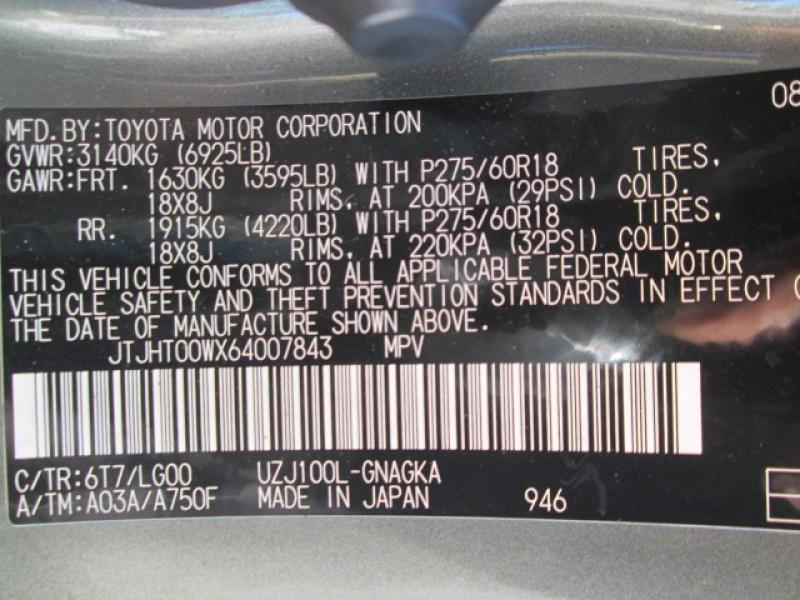 08
MFD.BY:TOYOTA MOTOR CORPORATION
GVWR:3140KG (6925LB)
GAWR:FRT. 1630KG (3595LB) WITH P275/60R18 TIRES,
18X8J RIMS, AT 200KPA (29PSI) COLD.
RR. 1915KG (4220LB) WITH P275/60R18 TIRES,
18X8J RIMS, AT 220KPA (32PSI) COLD.
THIS VEHICLE CONFORMS TO ALL APPLICABLE FEDERAL MOTOR
VEHICLE SAFETY AND THEFT PREVENTION STANDARDS IN EFFECT
THE DATE OF MANUFACTURE SHOWN ABOVE.
JTJHT00WX64007843 MPV
C/TR:6T7/LG00 UZJ100L-GNAGKA
A/TM:A03A/A750F MADE IN JAPAN 946